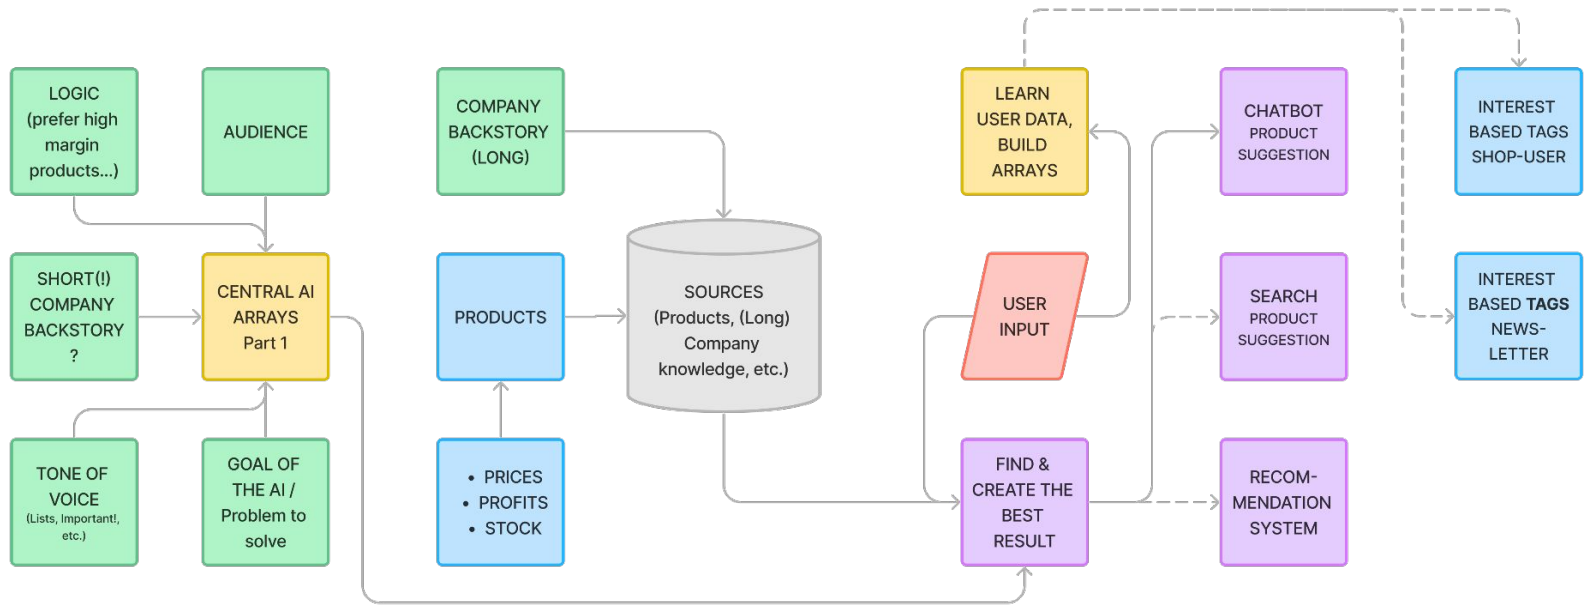 LOGIC
(prefer high
margin
products...)
AUDIENCE
COMPANY
BACKSTORY
(LONG)
LEARN
USER DATA,
BUILD
ARRAYS
CHATBOT
PRODUCT
SUGGESTION
INTEREST
BASED TAGS
SHOP-USER
SHORT(!)
COMPANY
BACKSTORY
?
CENTRAL AI
ARRAYS
Part 1
PRODUCTS
SOURCES
(Products, (Long)
Company
knowledge, etc.)
USER
INPUT
SEARCH
PRODUCT
SUGGESTION
INTEREST
BASED TAGS
NEWS-
LETTER
TONE OF
VOICE
(Lists, Important!,
etc.)
GOAL OF
THE AI /
Problem to
solve
• PRICES
• PROFITS
• STOCK
FIND &
CREATE THE
BEST
RESULT
RECOM-
MENDATION
SYSTEM